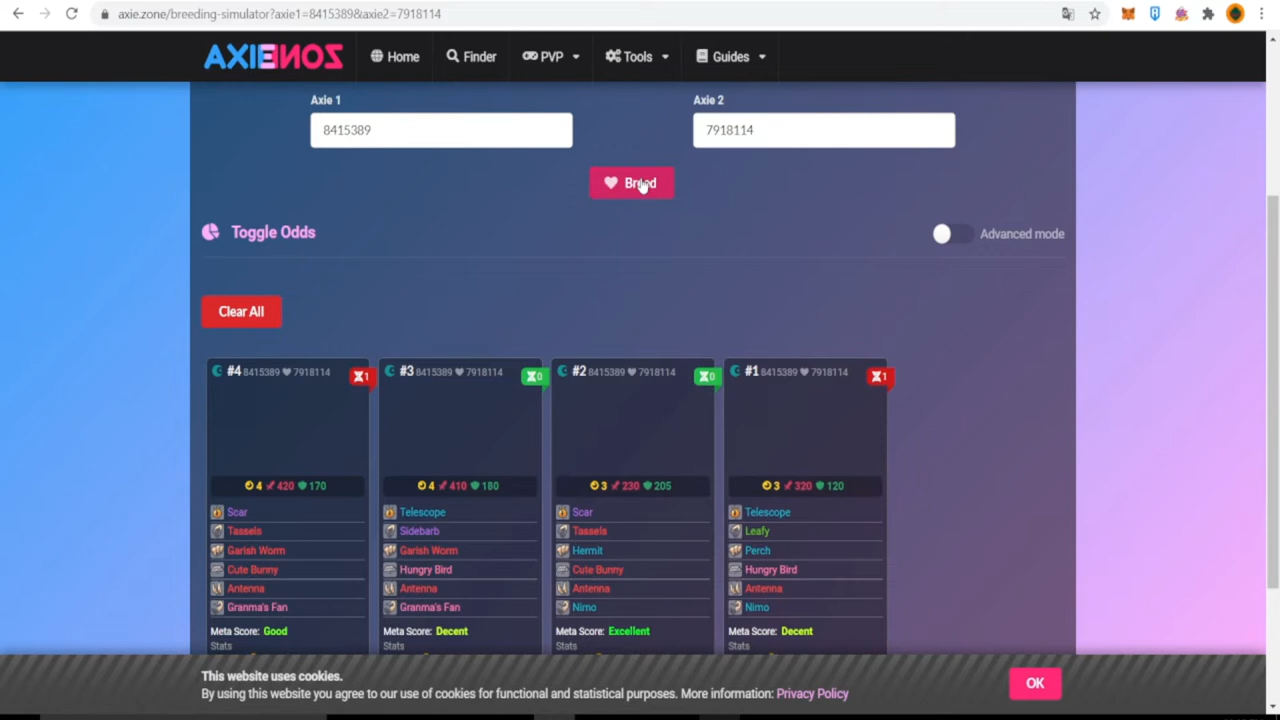 axie.zone/breeding-simulator?axie1=8415389&axie2=7918114
AXIE ZONE Home Finder PVP Tools Guides
Axie 1 Axie 2
8415389 7918114
Breed
Toggle Odds Advanced mode
Clear All
#4 8415389 7918114 1 #3 8415389 7918114 0 #2 8415389 7918114 0 #1 8415389 7918114 1
4 420 170 4 410 180 3 230 205 3 320 120
Scar Telescope Scar Telescope
Tassels Sidebarb Tassels Leafy
Garish Worm Garish Worm Hermit Perch
Cute Bunny Hungry Bird Cute Bunny Hungry Bird
Antenna Antenna Antenna Antenna
Granma's Fan Granma's Fan Nimo Nimo
Meta Score: Good Meta Score: Decent Meta Score: Excellent Meta Score: Decent
Stats Stats Stats Stats
This website uses cookies.
By using this website you agree to our use of cookies for functional and statistical purposes. More information: Privacy Policy
OK